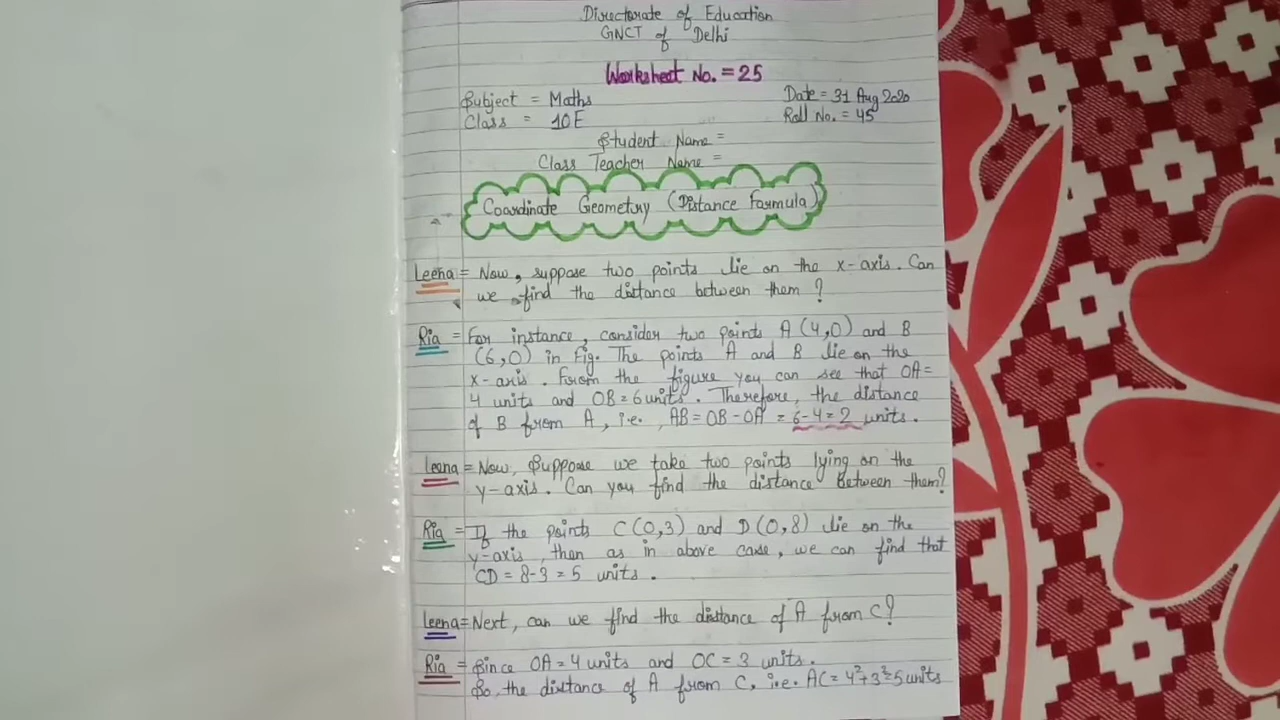 Directorate of Education
GNCT of Delhi
Worksheet No. = 25
Subject = Maths
Date = 31 Aug 2020
Class = 10E
Roll No. = 45
Student Name =
Class Teacher Name =
Coordinate Geometry (Distance Formula)
Leena = Now, suppose two points lie on the x-axis. Can
we find the distance between them?
Ria = For instance, consider two points A (4,0) and B
(6,0) in Fig. The points A and B lie on the
x-axis. From the figure you can see that OA =
4 units and OB = 6 units. Therefore, the distance
of B from A, i.e., AB = OB - OA = 6-4 = 2 units.
Leena = Now, Suppose we take two points lying on the
y-axis. Can you find the distance Between them?
Ria = If the points C (0,3) and D (0,8) lie on the
y-axis, then as in above case, we can find that
CD = 8-3 = 5 units.
Leena = Next, can we find the distance of A from C?
Ria = Since OA = 4 units and OC = 3 units.
So, the distance of A from C, i.e. AC = 4²+3² = 5 units